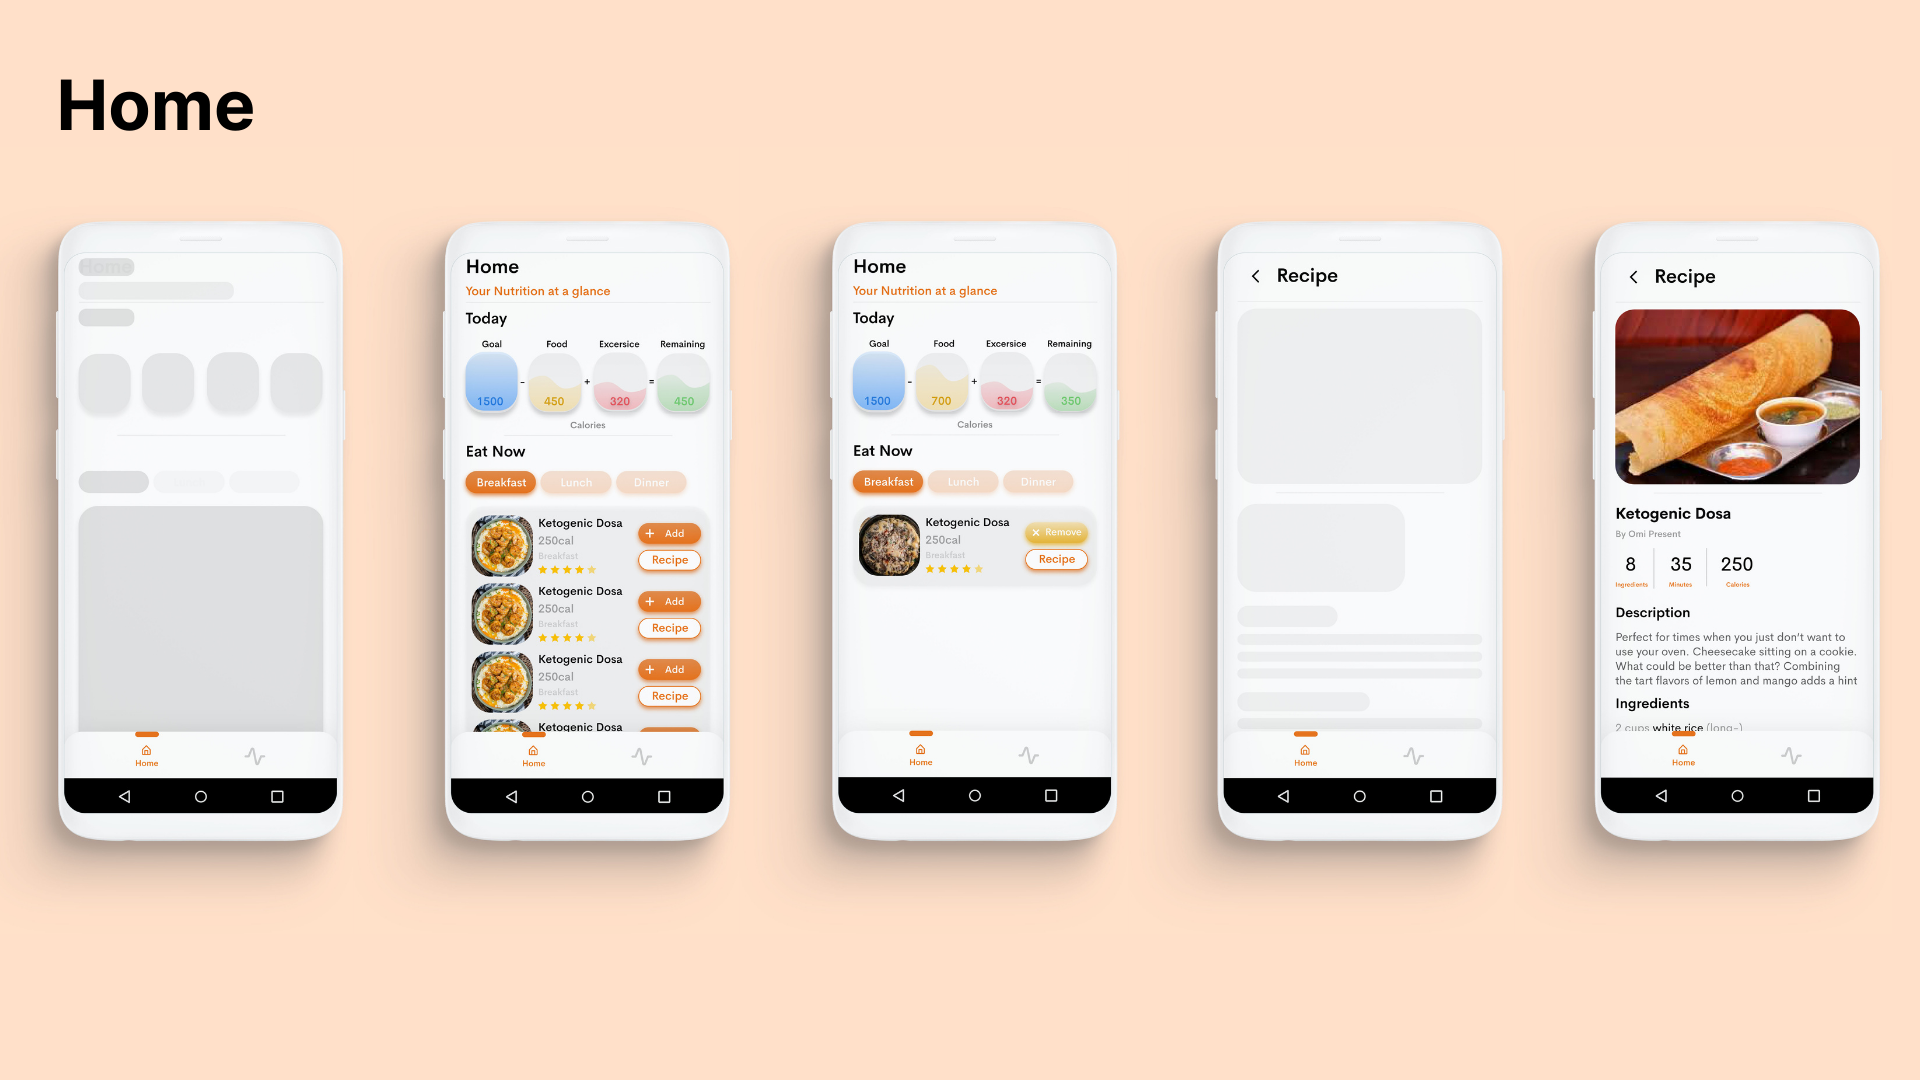 Home
Home
Home
Home
Your Nutrition at a glance
Today
Goal Food Excersice Remaining
1500 - 450 + 320 = 450
Calories
Eat Now
Breakfast Lunch Dinner
Ketogenic Dosa
250cal
Breakfast
+ Add
Recipe
Ketogenic Dosa
250cal
Breakfast
+ Add
Recipe
Ketogenic Dosa
250cal
Breakfast
+ Add
Recipe
Ketogenic Dosa
Home
Home
Your Nutrition at a glance
Today
Goal Food Excersice Remaining
1500 - 700 + 320 = 350
Calories
Eat Now
Breakfast Lunch Dinner
Ketogenic Dosa
250cal
Breakfast
× Remove
Recipe
Home
Recipe
Home
Recipe
Ketogenic Dosa
By Omi Present
8 35 250
Ingredients Minutes Calories
Description
Perfect for times when you just don't want to
use your oven. Cheesecake sitting on a cookie.
What could be better than that? Combining
the tart flavors of lemon and mango adds a hint
Ingredients
2 cups white rice (long-)
Home